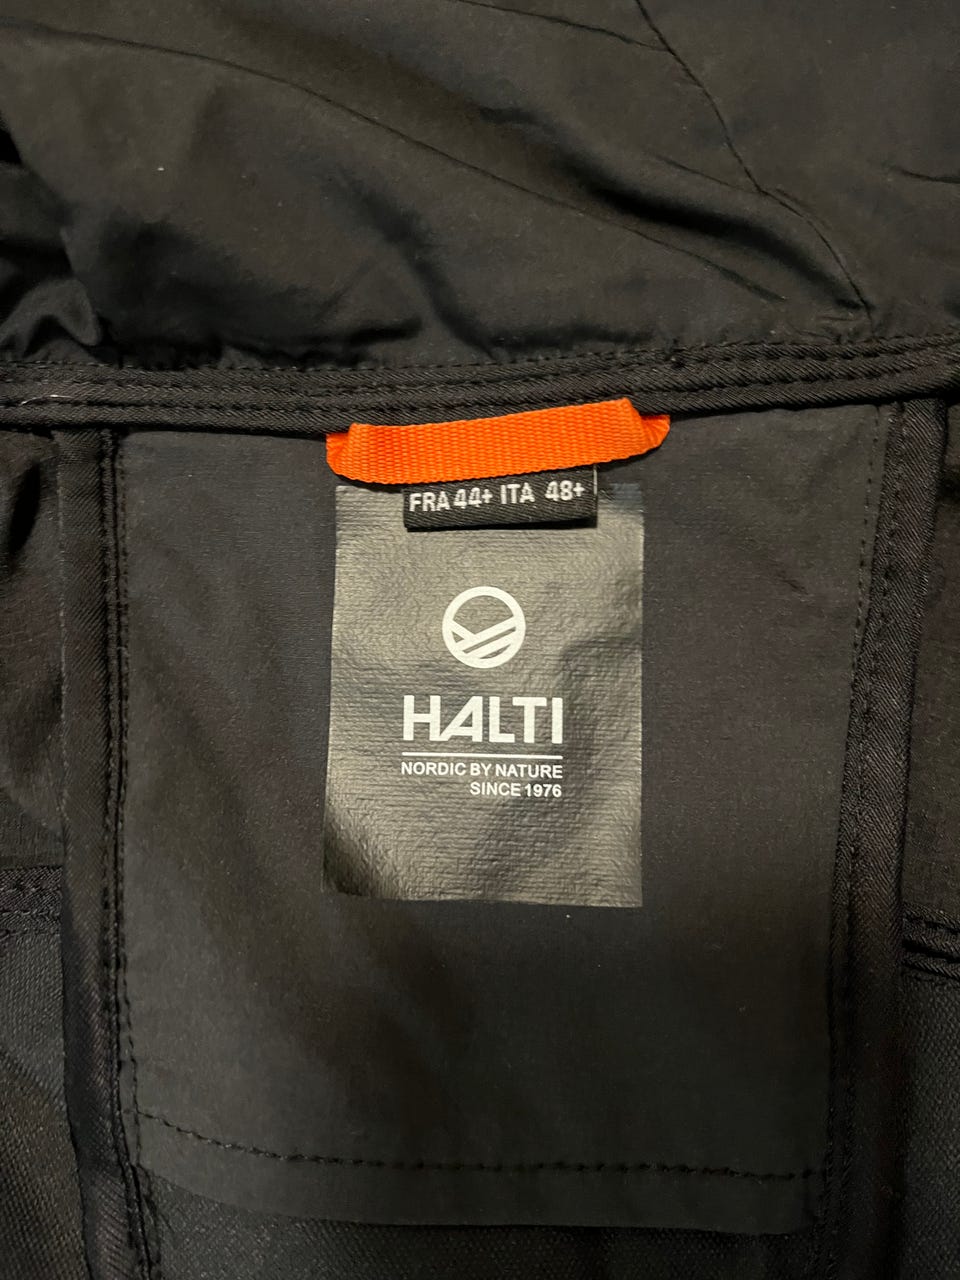 FRA 44+ ITA 48+
HALTI
NORDIC BY NATURE
SINCE 1976